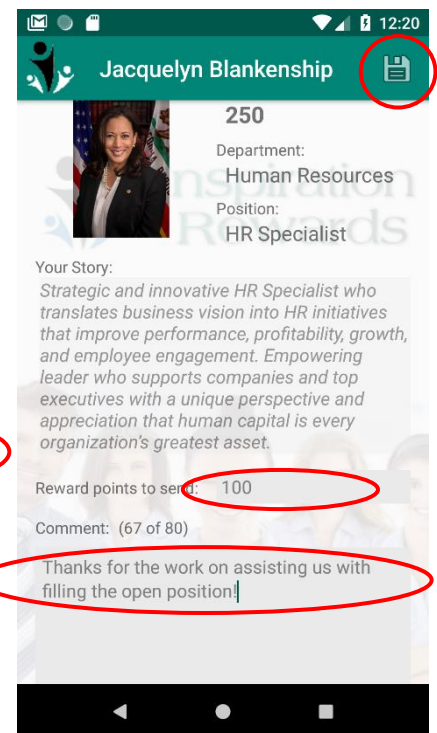 12:20
Jacquelyn Blankenship
250
Department:
Human Resources
Position:
HR Specialist
Inspiration
Rewards
Your Story:
Strategic and innovative HR Specialist who
translates business vision into HR initiatives
that improve performance, profitability, growth,
and employee engagement. Empowering
leader who supports companies and top
executives with a unique perspective and
appreciation that human capital is every
organization's greatest asset.
Reward points to send: 100
Comment: (67 of 80)
Thanks for the work on assisting us with
filling the open position!